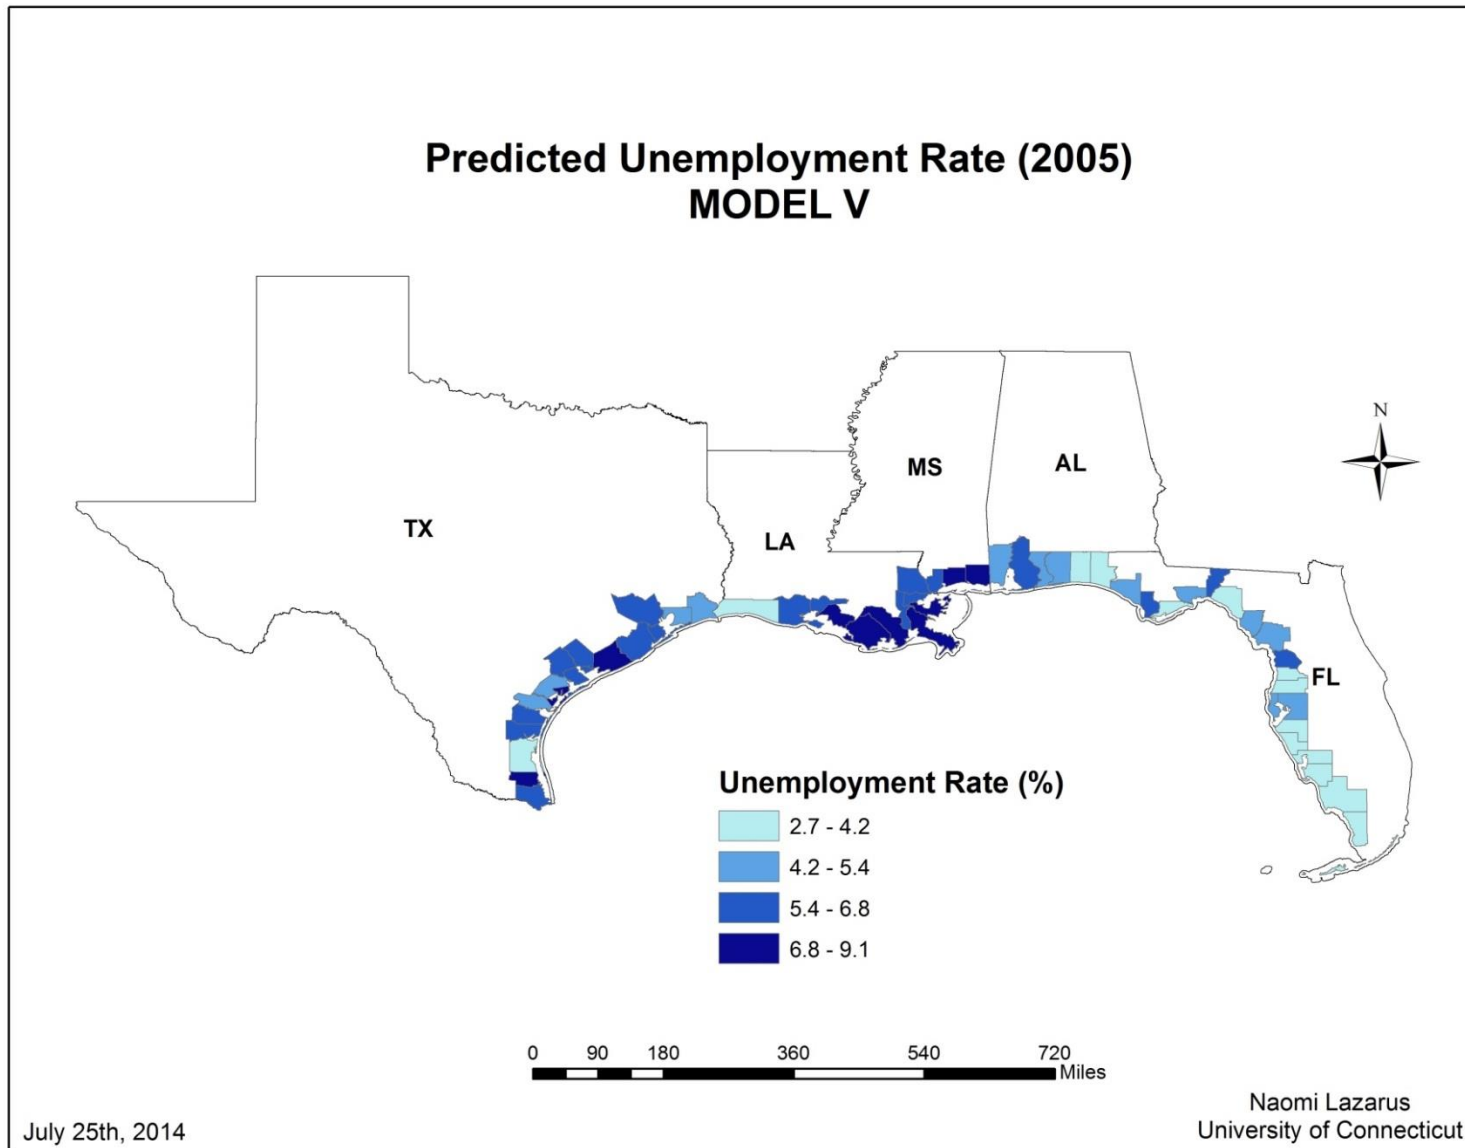 Predicted Unemployment Rate (2005)
MODEL V
N
MS
AL
TX
LA
FL
Unemployment Rate (%)
2.7 - 4.2
4.2 - 5.4
5.4 - 6.8
6.8 - 9.1
0 90 180 360 540 720
Miles
July 25th, 2014
Naomi Lazarus
University of Connecticut